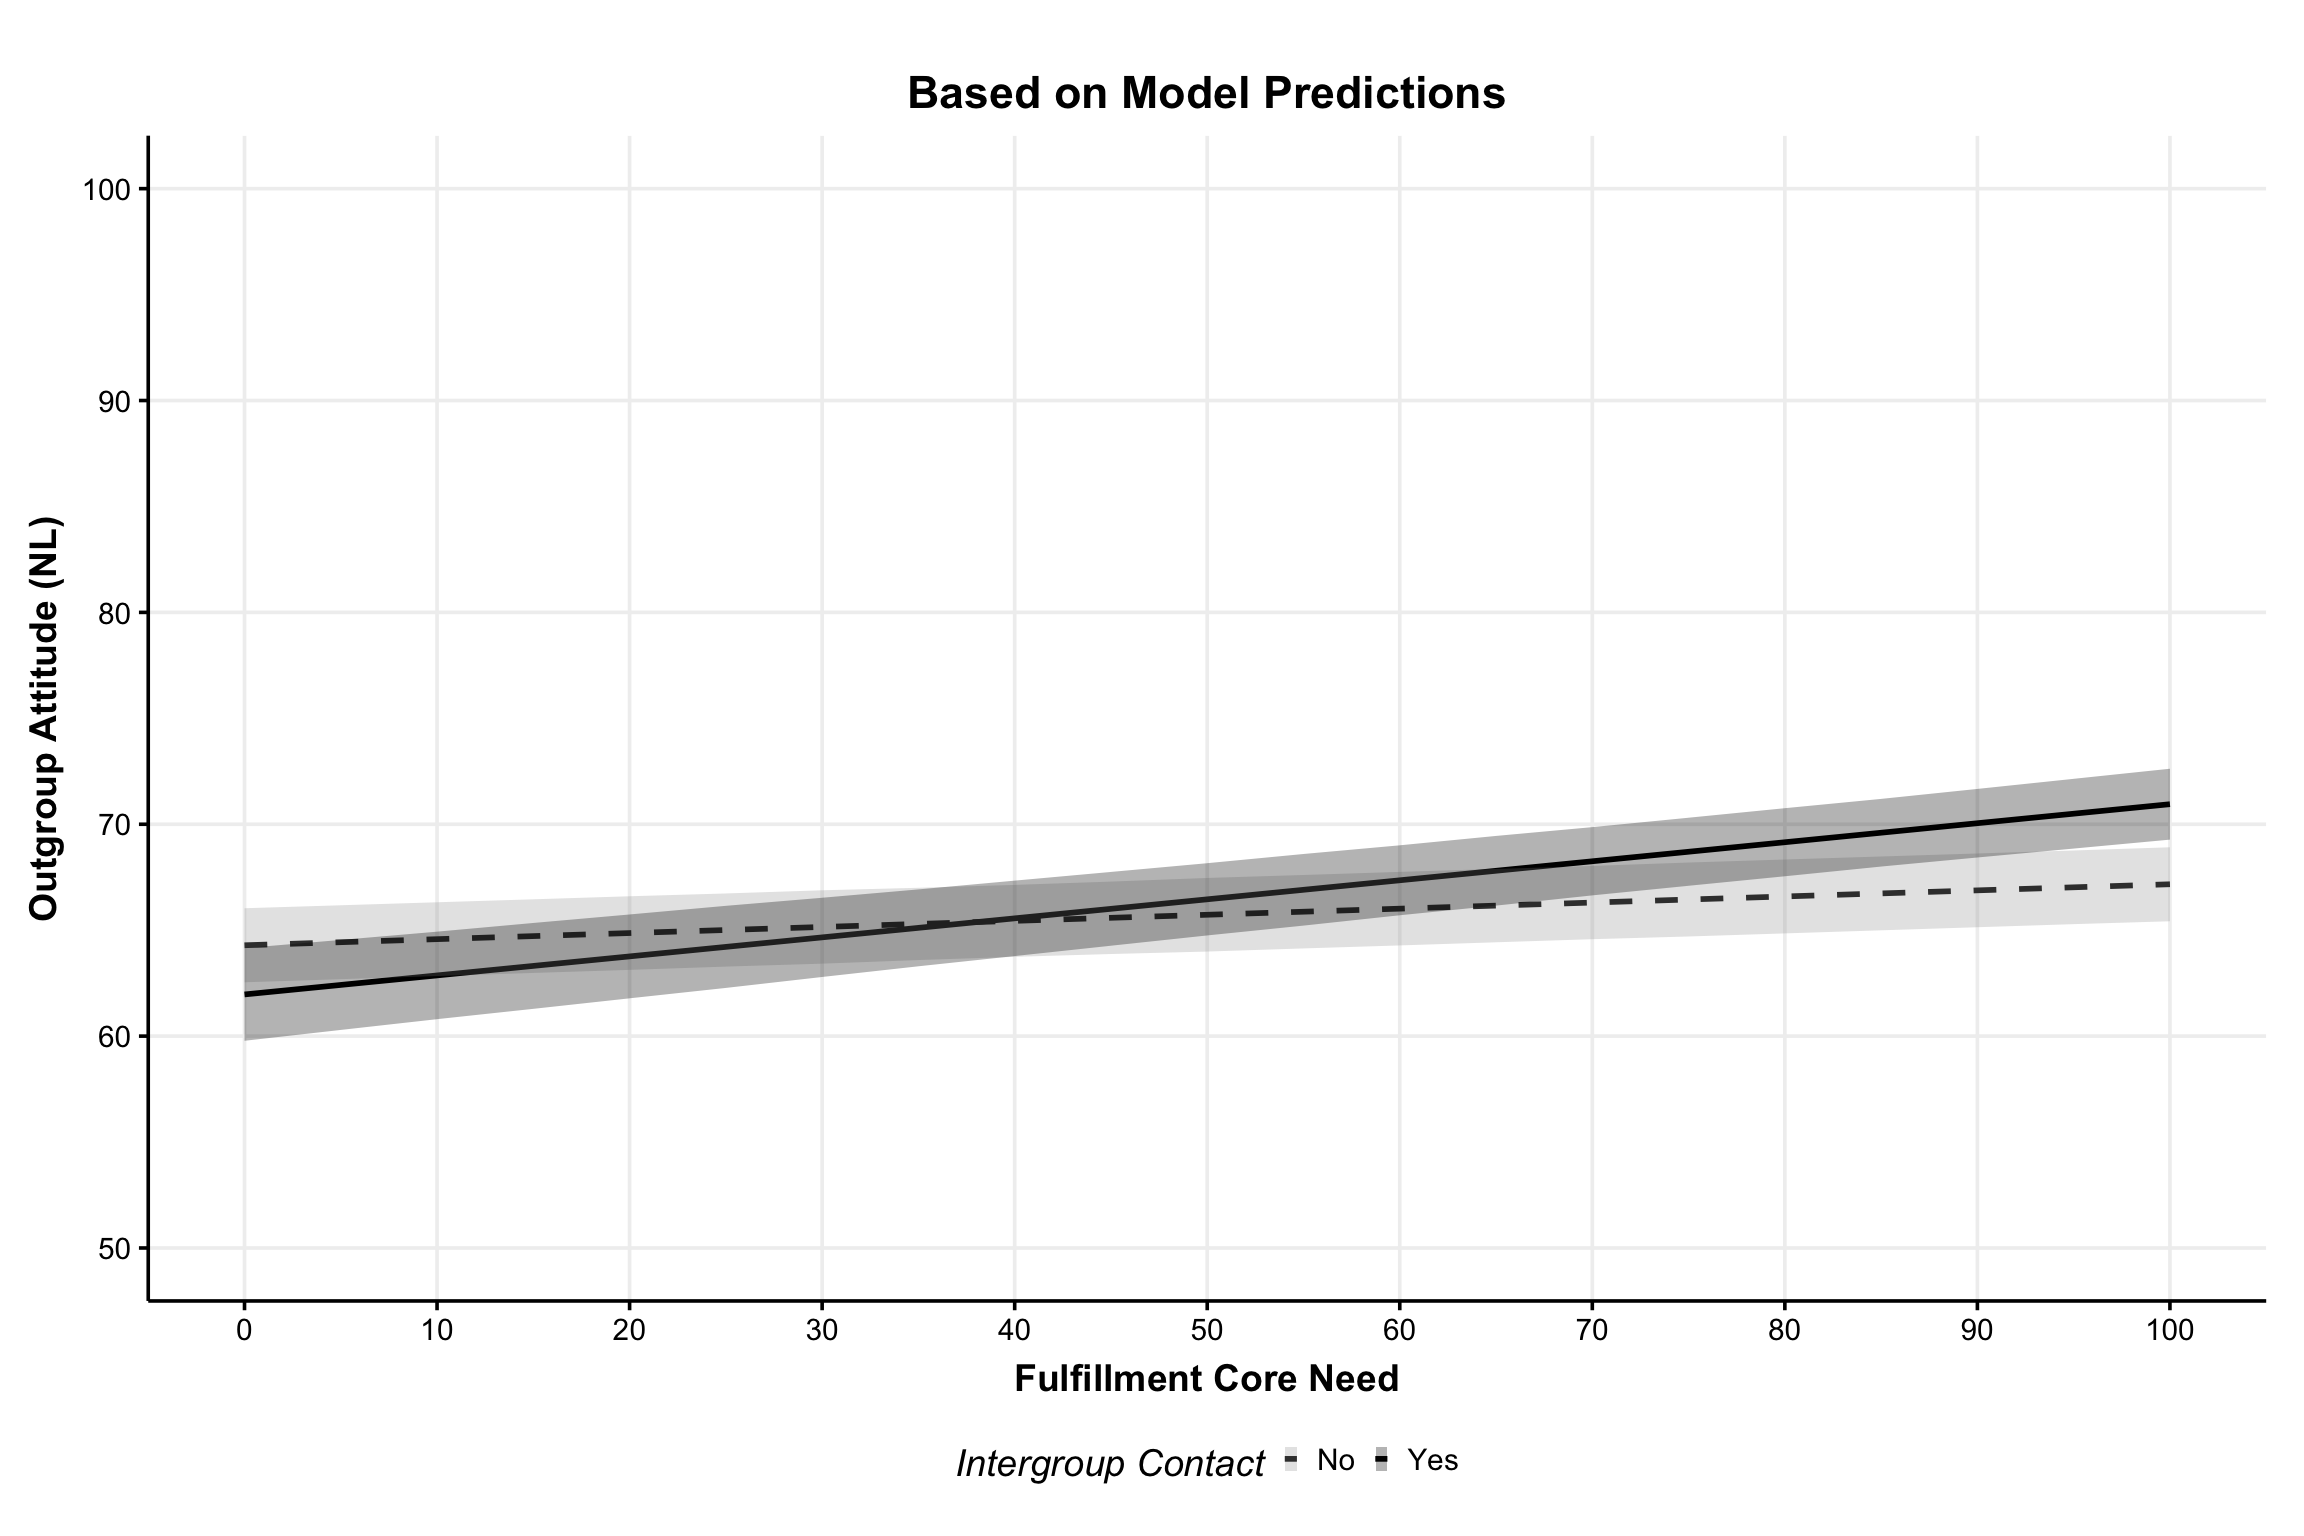 Based on Model Predictions
100
90
80
70
60
50
Outgroup Attitude (NL)
0 10 20 30 40 50 60 70 80 90 100
Fulfillment Core Need
Intergroup Contact No Yes